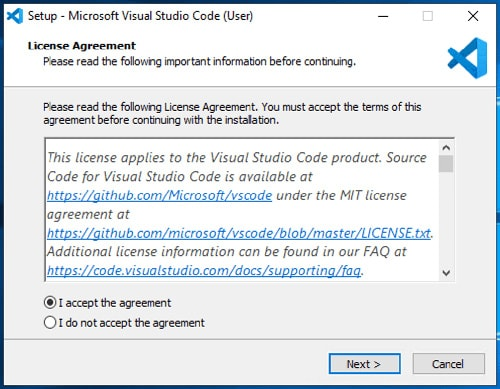 Setup - Microsoft Visual Studio Code (User)
License Agreement
Please read the following important information before continuing.
Please read the following License Agreement. You must accept the terms of this
agreement before continuing with the installation.
This license applies to the Visual Studio Code product. Source
Code for Visual Studio Code is available at
https://github.com/Microsoft/vscode under the MIT license
agreement at
https://github.com/microsoft/vscode/blob/master/LICENSE.txt.
Additional license information can be found in our FAQ at
https://code.visualstudio.com/docs/supporting/faq.
I accept the agreement
I do not accept the agreement
Next >
Cancel